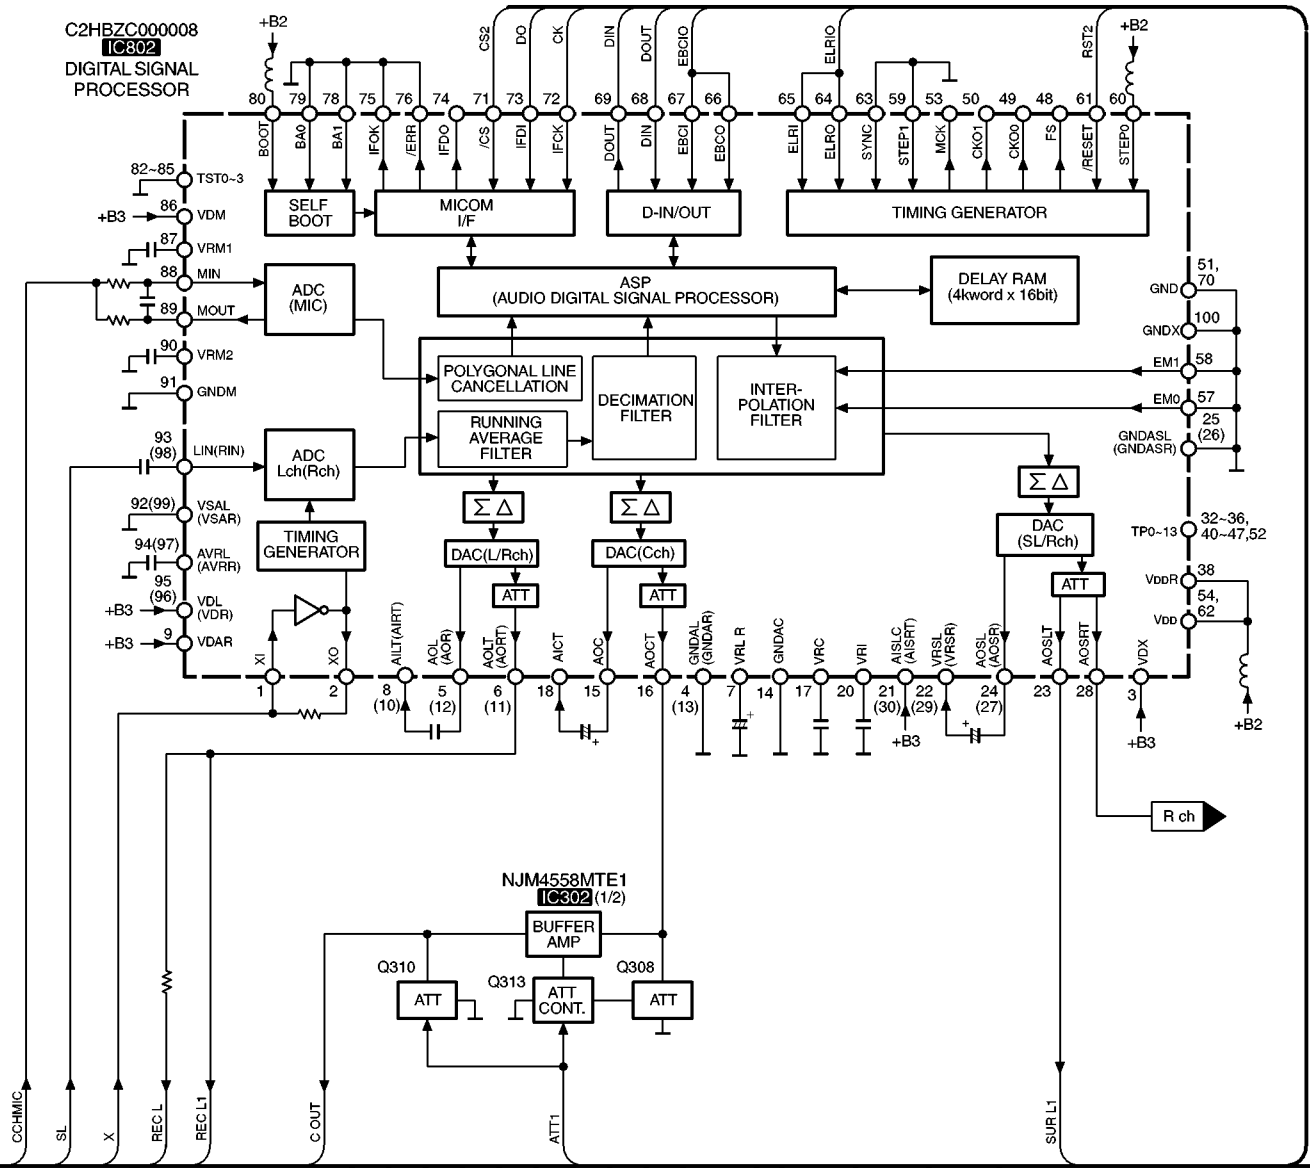 C2HBZC000008
IC802
DIGITAL SIGNAL
PROCESSOR
+B2
CS2
DO
CK
DIN
DOUT
EBCIO
ELRIO
RST2
+B2
80
79
78
75
76
74
71
73
72
69
68
67
66
65
64
63
59
53
50
49
48
61
60
BOOT
BA0
BA1
IFOK
/ERR
IFDO
/CS
IFDI
IFCK
DOUT
DIN
EBCI
EBCO
ELRI
ELRO
SYNC
STEP1
MCK
CKO1
CKO0
FS
/RESET
STEP0
SELF
BOOT
MICOM
I/F
D-IN/OUT
TIMING GENERATOR
82~85
TST0~3
+B3
86
VDM
87
VRM1
88
MIN
89
MOUT
90
VRM2
91
GNDM
93
(98)
LIN(RIN)
92(99)
VSAL
(VSAR)
94(97)
AVRL
(AVRR)
95
(96)
+B3
VDL
(VDR)
9
+B3
VDAR
ADC
(MIC)
ASP
(AUDIO DIGITAL SIGNAL PROCESSOR)
DELAY RAM
(4kword x 16bit)
POLYGONAL LINE
CANCELLATION
RUNNING
AVERAGE
FILTER
DECIMATION
FILTER
INTER-
POLATION
FILTER
ADC
Lch(Rch)
TIMING
GENERATOR
Σ Δ
Σ Δ
Σ Δ
DAC(L/Rch)
DAC(Cch)
DAC
(SL/Rch)
ATT
ATT
ATT
51,
70
GND
100
GNDX
58
EM1
57
EM0
25
(26)
GNDASL
(GNDASR)
TP0~13
32~36,
40~47,52
38
VDDR
54,
62
VDD
+B2
XI
XO
AILT(AIRT)
AOL
(AOR)
AOLT
(AORT)
AICT
AOC
AOCT
GNDAL
(GNDAR)
VRL R
GNDAC
VRC
VRI
AISLC
(AISRT)
VRSL
(VRSR)
AOSL
(AOSR)
AOSLT
AOSRT
VDX
1
2
8
(10)
5
(12)
6
(11)
18
15
16
4
(13)
7
14
17
20
21
(30)
22
(29)
24
(27)
23
28
3
+
+
+B3
+
+B3
R ch
NJM4558MTE1
IC302 (1/2)
BUFFER
AMP
Q310
ATT
Q313
ATT
CONT.
Q308
ATT
CCHMIC
SL
X
REC L
REC L1
C OUT
ATT1
SUR L1